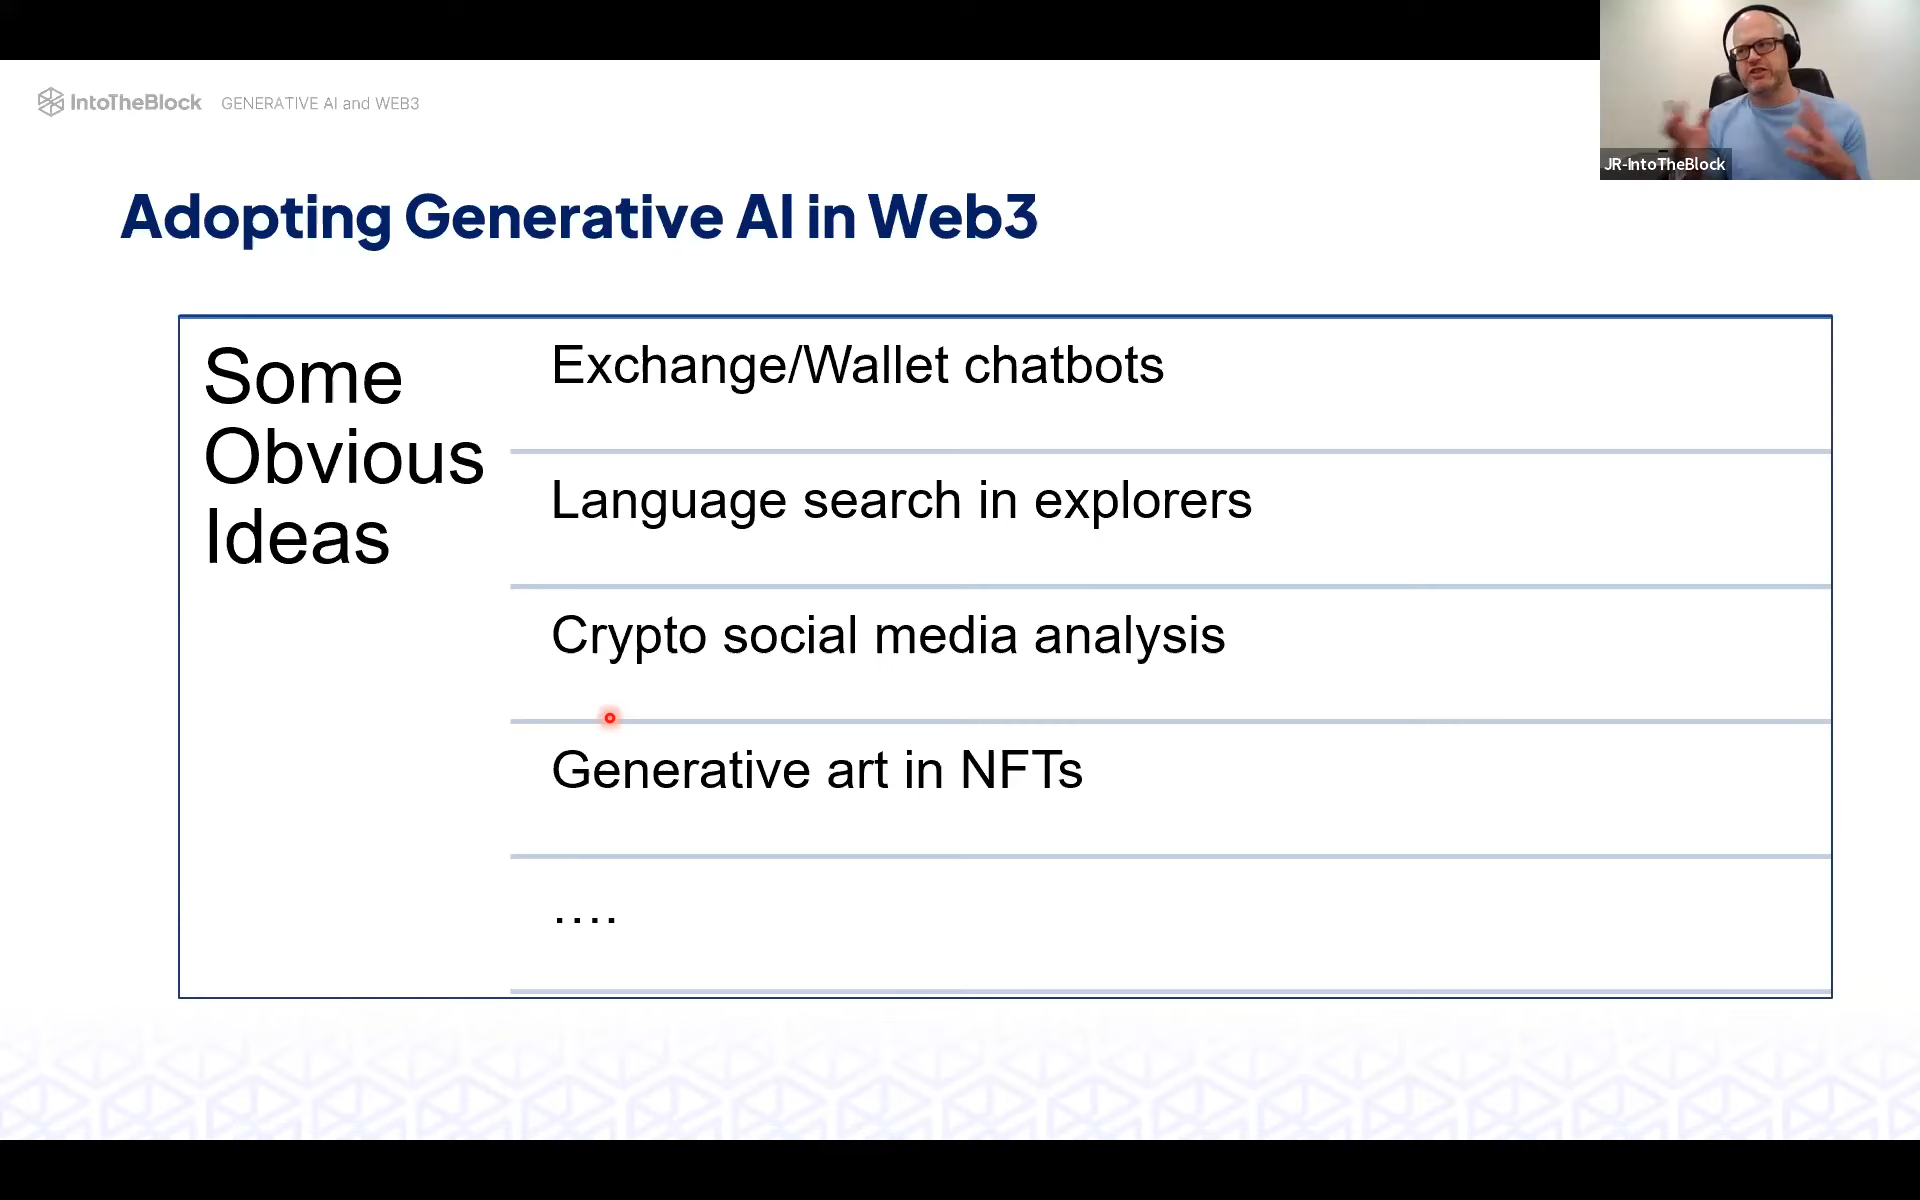 IntoTheBlock GENERATIVE AI and WEB3
JR-IntoTheBlock
Adopting Generative AI in Web3
Some
Obvious
Ideas
Exchange/Wallet chatbots
Language search in explorers
Crypto social media analysis
Generative art in NFTs
....